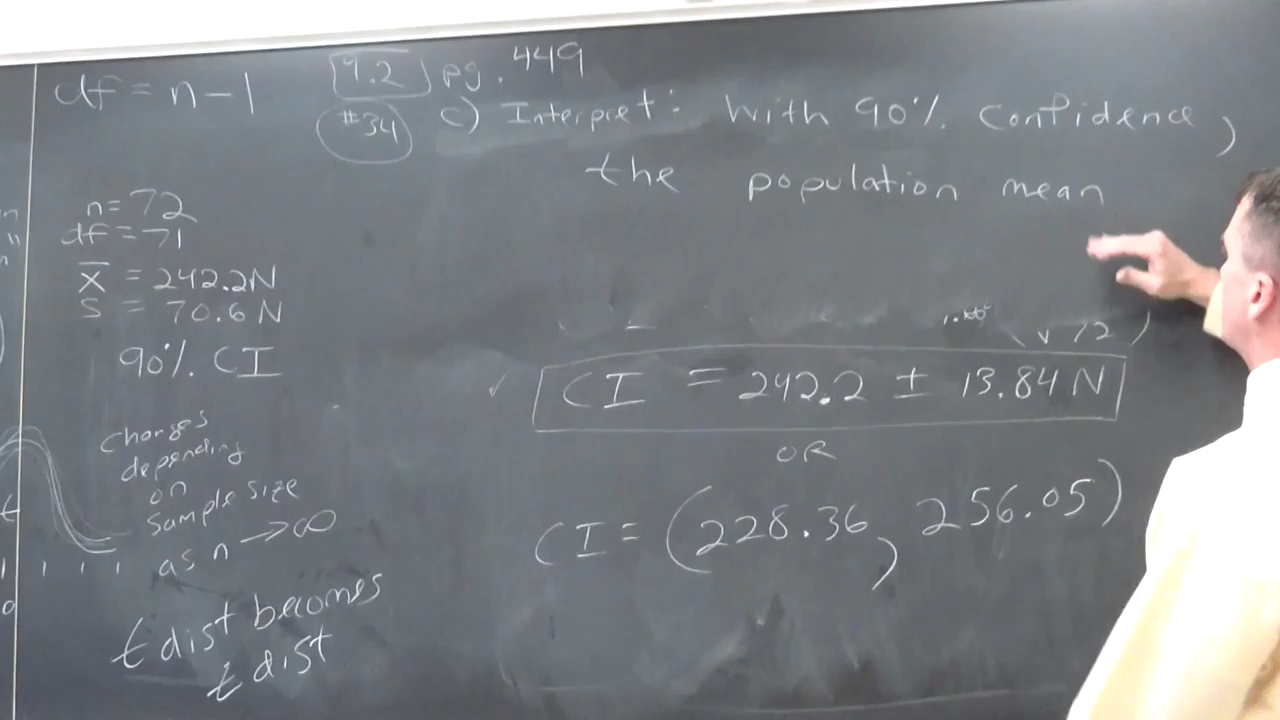 df = n - 1
9.2 pg. 449
#34
c) Interpret: With 90% confidence,
the population mean
n = 72
df = 71
x̅ = 242.2N
S = 70.6 N
90% CI
changes
depending
on
sample size
as n → ∞
t dist becomes
z dist
√72 )
CI = 242.2 ± 13.84 N
OR
CI = (228.36, 256.05)